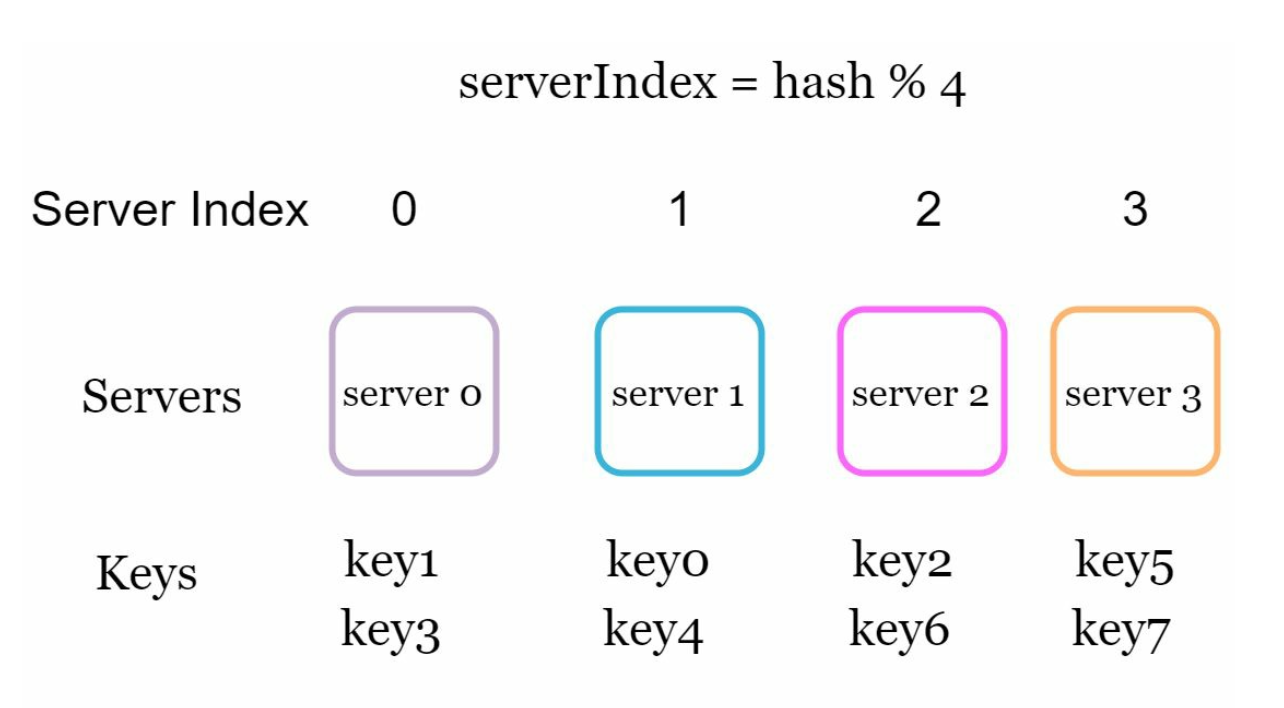 serverIndex = hash % 4
Server Index 0 1 2 3
Servers server 0 server 1 server 2 server 3
Keys key1 key0 key2 key5
key3 key4 key6 key7